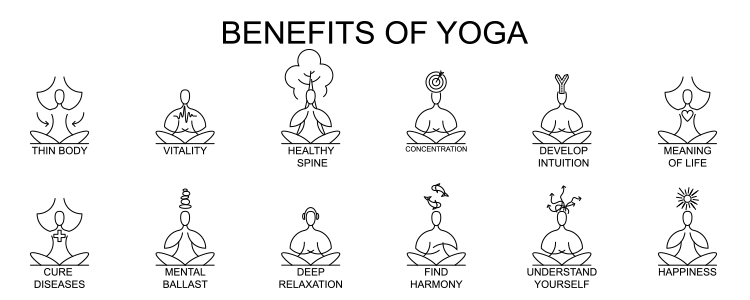 BENEFITS OF YOGA
THIN BODY
VITALITY
HEALTHY
SPINE
CONCENTRATION
DEVELOP
INTUITION
MEANING
OF LIFE
CURE
DISEASES
MENTAL
BALLAST
DEEP
RELAXATION
FIND
HARMONY
UNDERSTAND
YOURSELF
HAPPINESS